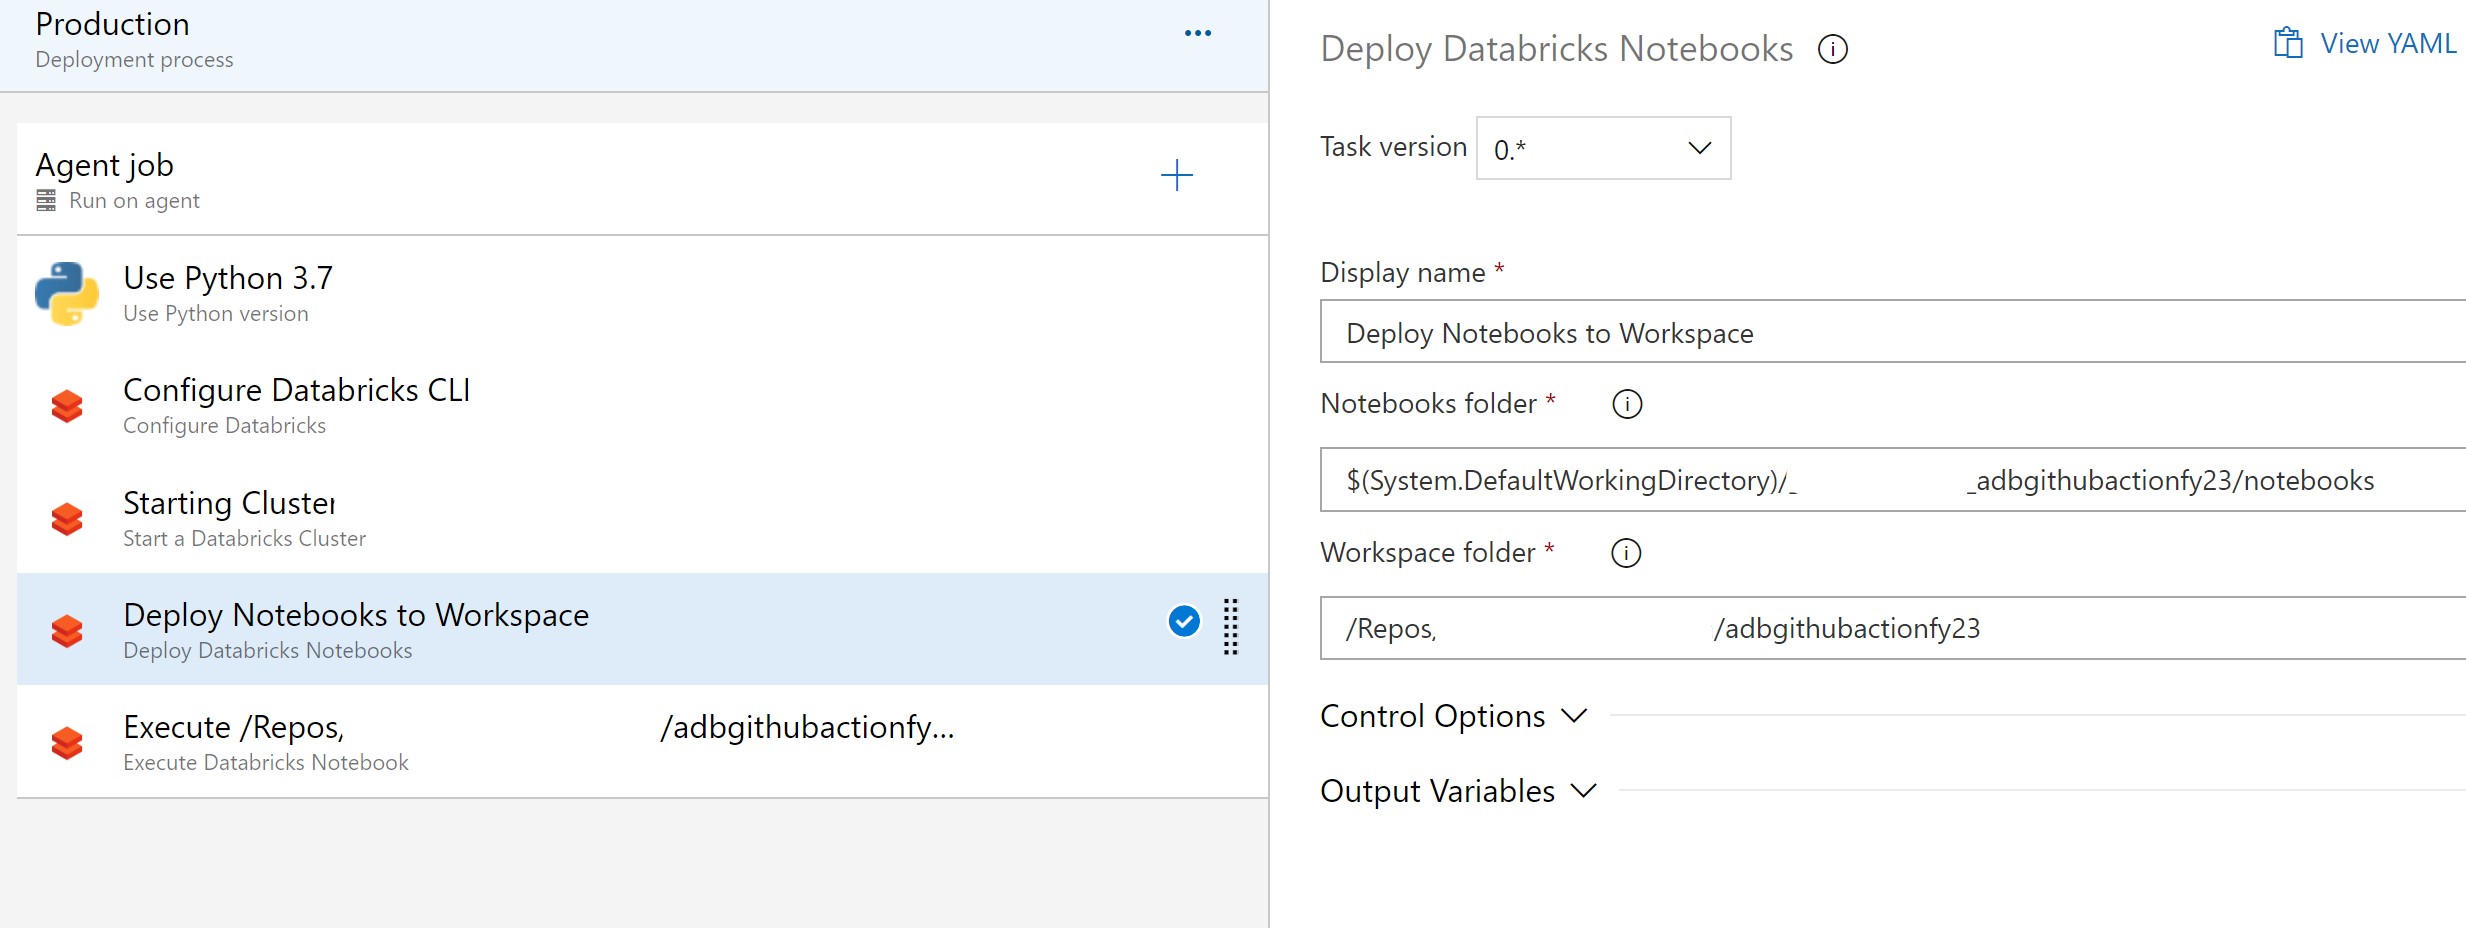 Production
Deployment process
Agent job
Run on agent
Use Python 3.7
Use Python version
Configure Databricks CLI
Configure Databricks
Starting Cluster
Start a Databricks Cluster
Deploy Notebooks to Workspace
Deploy Databricks Notebooks
Execute /Repos, /adbgithubactionfy...
Execute Databricks Notebook
Deploy Databricks Notebooks
View YAML
Task version 0.*
Display name *
Deploy Notebooks to Workspace
Notebooks folder *
$(System.DefaultWorkingDirectory)/_ _adbgithubactionfy23/notebooks
Workspace folder *
/Repos, /adbgithubactionfy23
Control Options
Output Variables